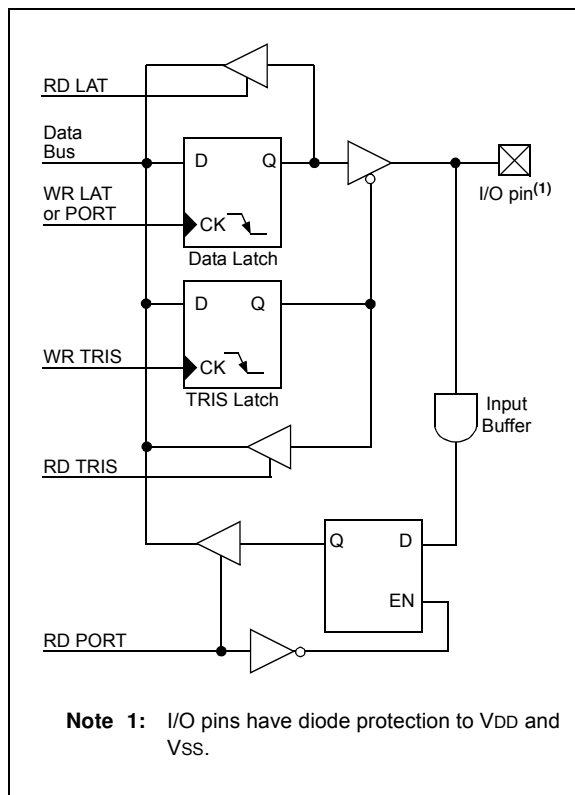 RD LAT
Data
Bus
D Q
WR LAT
or PORT
CK
Data Latch
I/O pin(1)
D Q
WR TRIS
CK
TRIS Latch
Input
Buffer
RD TRIS
Q D
EN
RD PORT
Note 1: I/O pins have diode protection to VDD and
VSS.